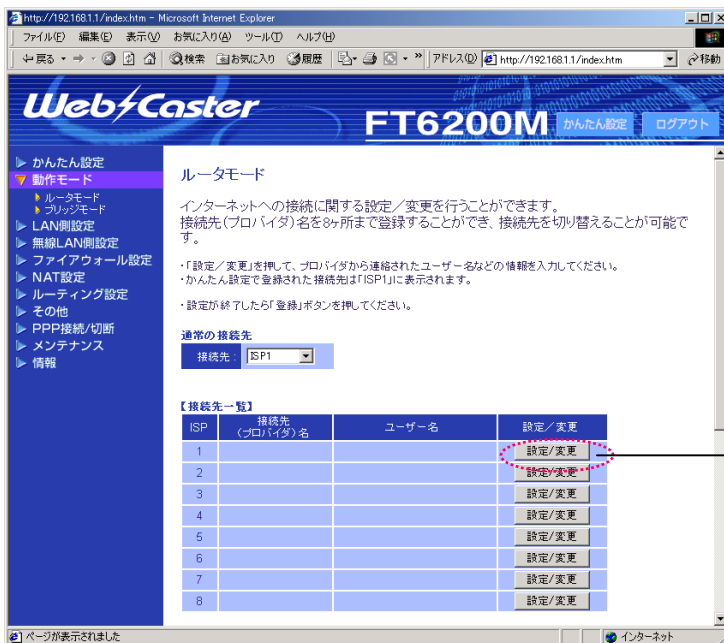 http://192.168.1.1/index.htm - Microsoft Internet Explorer
ファイル(F) 編集(E) 表示(V) お気に入り(A) ツール(T) ヘルプ(H)
戻る 検索 お気に入り 履歴 » アドレス(D) http://192.168.1.1/index.htm 移動
Web Caster
FT6200M かんたん設定 ログアウト
かんたん設定
動作モード
ルータモード
ブリッジモード
LAN側設定
無線LAN側設定
ファイアウォール設定
NAT設定
ルーティング設定
その他
PPP接続/切断
メンテナンス
情報
ルータモード
インターネットへの接続に関する設定／変更を行うことができます。
接続先(プロバイダ)名を8ヶ所まで登録することができ、接続先を切り替えることが可能で
す。
・「設定／変更」を押して、プロバイダから連絡されたユーザー名などの情報を入力してください。
・かんたん設定で登録された接続先は「ISP1」に表示されます。
・設定が終了したら「登録」ボタンを押してください。
通常の接続先
接続先 : ISP1
【接続先一覧】
ISP 接続先(プロバイダ)名 ユーザー名 設定／変更
1 設定/変更
2 設定/変更
3 設定/変更
4 設定/変更
5 設定/変更
6 設定/変更
7 設定/変更
8 設定/変更
ページが表示されました インターネット